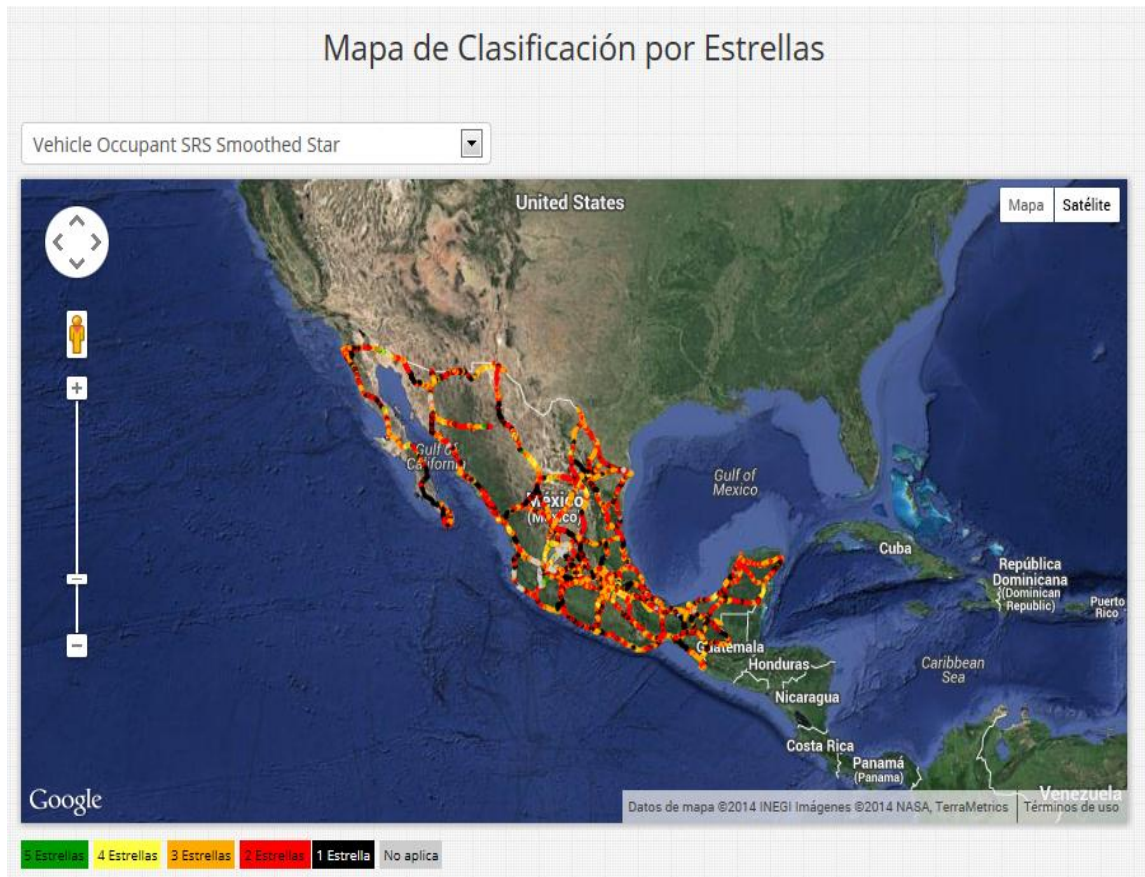 Mapa de Clasificación por Estrellas
Vehicle Occupant SRS Smoothed Star
United States
Mapa Satélite
Gulf of
California
México
(México)
Gulf of
Mexico
Cuba
República
Dominicana
(Dominican
Republic)
Puerto
Rico
Guatemala
Honduras
Nicaragua
Caribbean
Sea
Costa Rica
Panamá
(Panama)
Venezuela
Google
Datos de mapa ©2014 INEGI Imágenes ©2014 NASA, TerraMetrics Términos de uso
5 Estrellas 4 Estrellas 3 Estrellas 2 Estrellas 1 Estrella No aplica